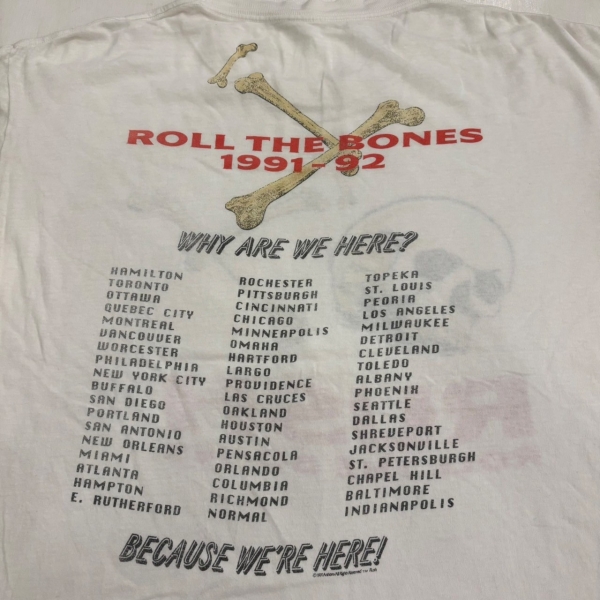 ROLL THE BONES
1991-92
WHY ARE WE HERE?
HAMILTON
TORONTO
OTTAWA
QUEBEC CITY
MONTREAL
VANCOUVER
WORCESTER
PHILADELPHIA
NEW YORK CITY
BUFFALO
SAN DIEGO
PORTLAND
SAN ANTONIO
NEW ORLEANS
MIAMI
ATLANTA
HAMPTON
E. RUTHERFORD
ROCHESTER
PITTSBURGH
CINCINNATI
CHICAGO
MINNEAPOLIS
OMAHA
HARTFORD
LARGO
PROVIDENCE
LAS CRUCES
OAKLAND
HOUSTON
AUSTIN
PENSACOLA
ORLANDO
COLUMBIA
RICHMOND
NORMAL
TOPEKA
ST. LOUIS
PEORIA
LOS ANGELES
MILWAUKEE
DETROIT
CLEVELAND
TOLEDO
ALBANY
PHOENIX
SEATTLE
DALLAS
SHREVEPORT
JACKSONVILLE
ST. PETERSBURGH
CHAPEL HILL
BALTIMORE
INDIANAPOLIS
BECAUSE WE'RE HERE!